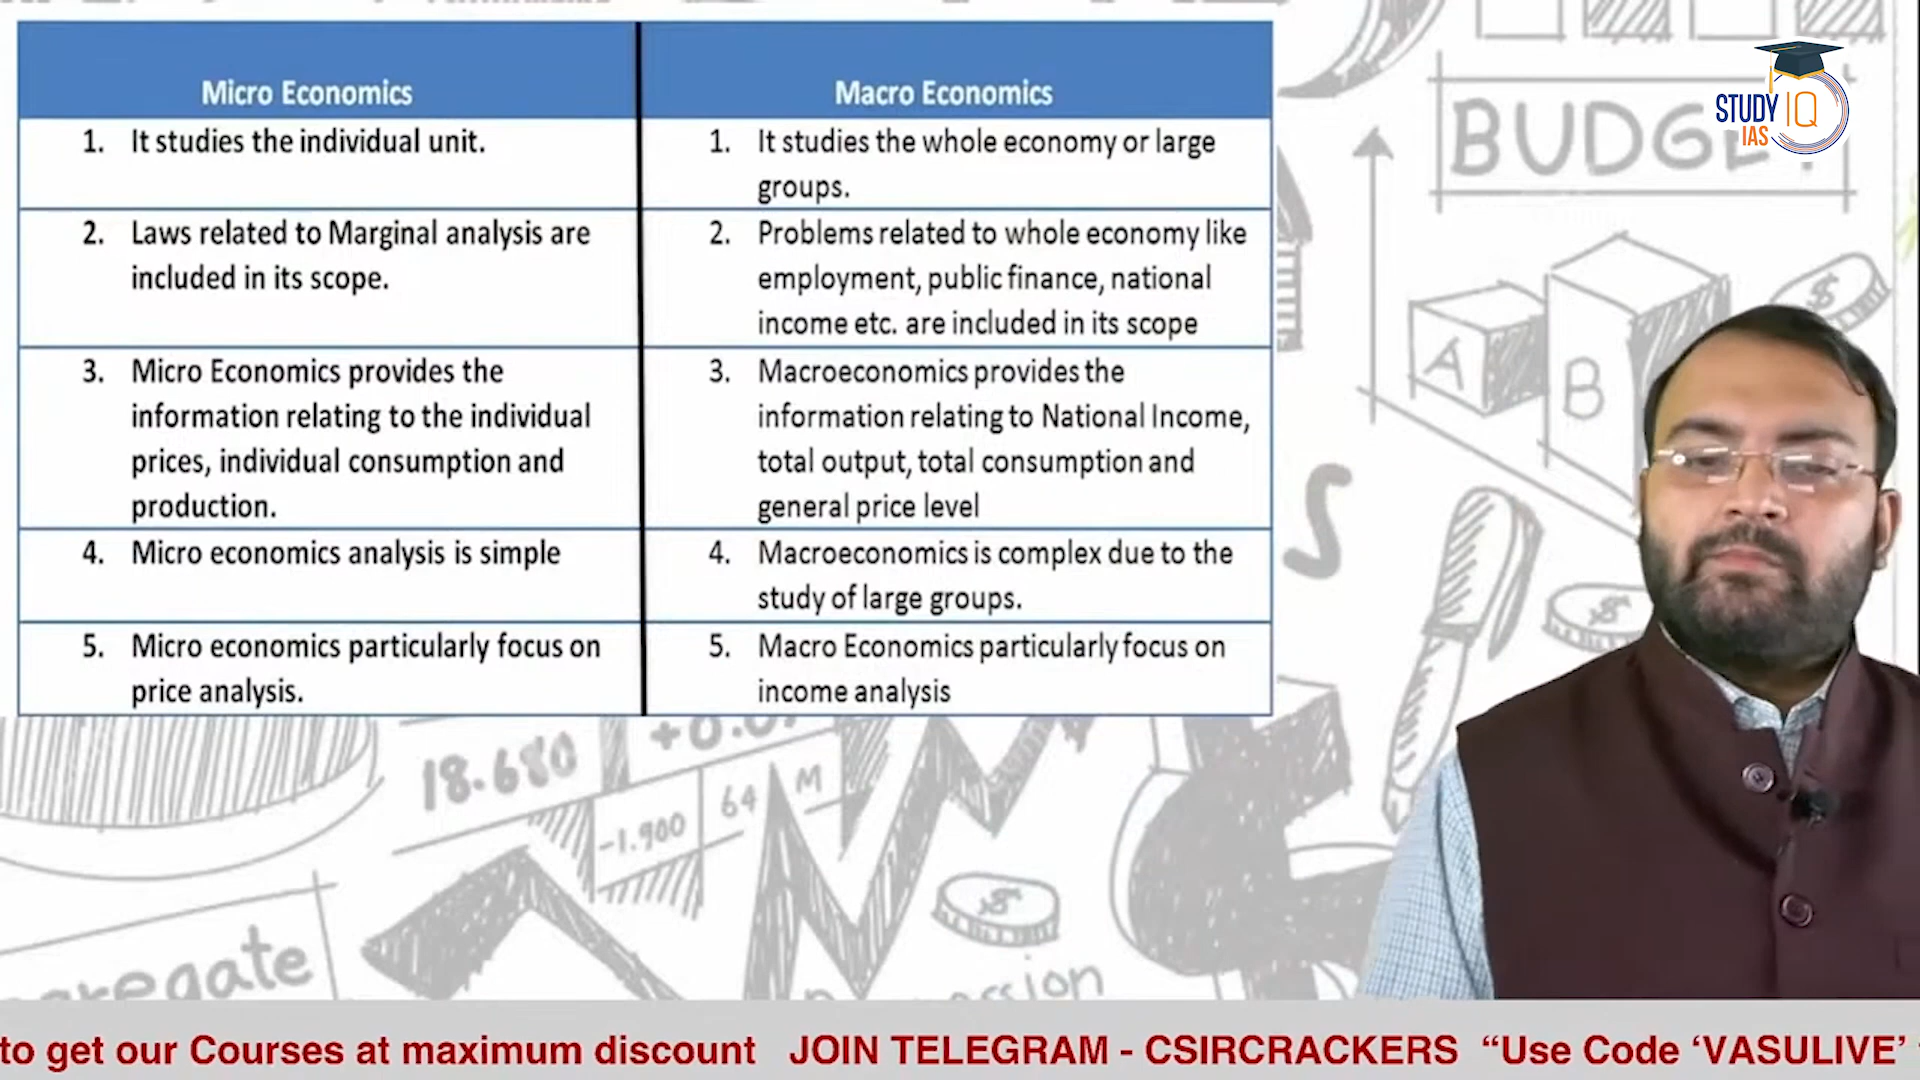 Micro Economics
Macro Economics
1. It studies the individual unit.
1. It studies the whole economy or large
groups.
2. Laws related to Marginal analysis are
included in its scope.
2. Problems related to whole economy like
employment, public finance, national
income etc. are included in its scope
3. Micro Economics provides the
information relating to the individual
prices, individual consumption and
production.
3. Macroeconomics provides the
information relating to National Income,
total output, total consumption and
general price level
4. Micro economics analysis is simple
4. Macroeconomics is complex due to the
study of large groups.
5. Micro economics particularly focus on
price analysis.
5. Macro Economics particularly focus on
income analysis
STUDY IQ
IAS
BUDGE
A
B
$
S
$
18.680
+0.0
-1.900
64
M
$
gregate
ssion
to get our Courses at maximum discount JOIN TELEGRAM - CSIRCRACKERS “Use Code ‘VASULIVE’